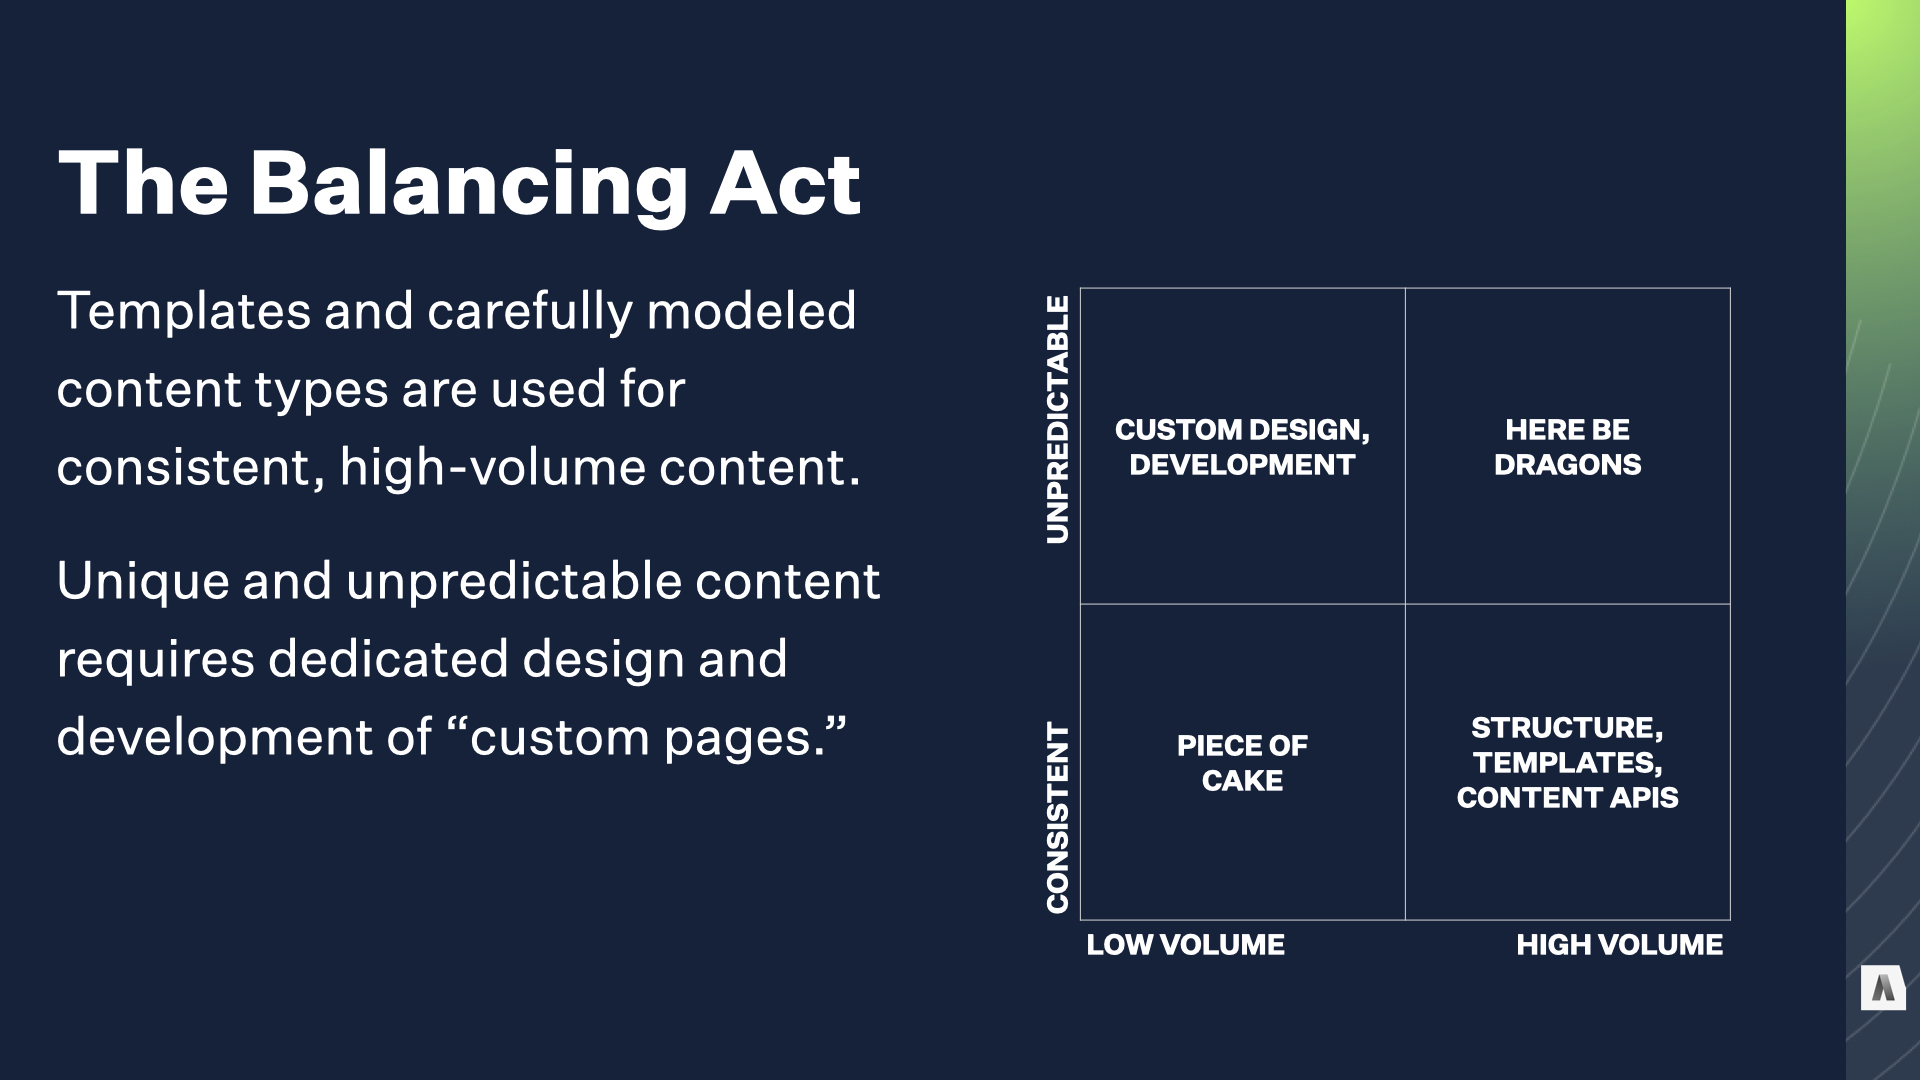 The Balancing Act
Templates and carefully modeled
content types are used for
consistent, high-volume content.
Unique and unpredictable content
requires dedicated design and
development of “custom pages.”
UNPREDICTABLE
CUSTOM DESIGN,
DEVELOPMENT
HERE BE
DRAGONS
CONSISTENT
PIECE OF
CAKE
STRUCTURE,
TEMPLATES,
CONTENT APIS
LOW VOLUME
HIGH VOLUME